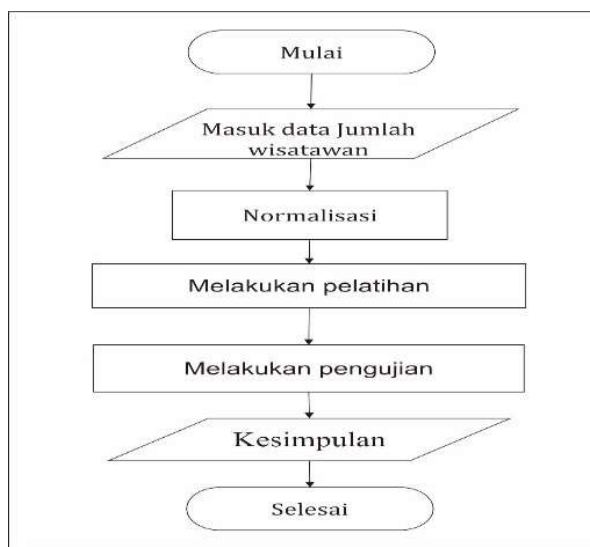 Mulai
Masuk data Jumlah
wisatawan
Normalisasi
Melakukan pelatihan
Melakukan pengujian
Kesimpulan
Selesai